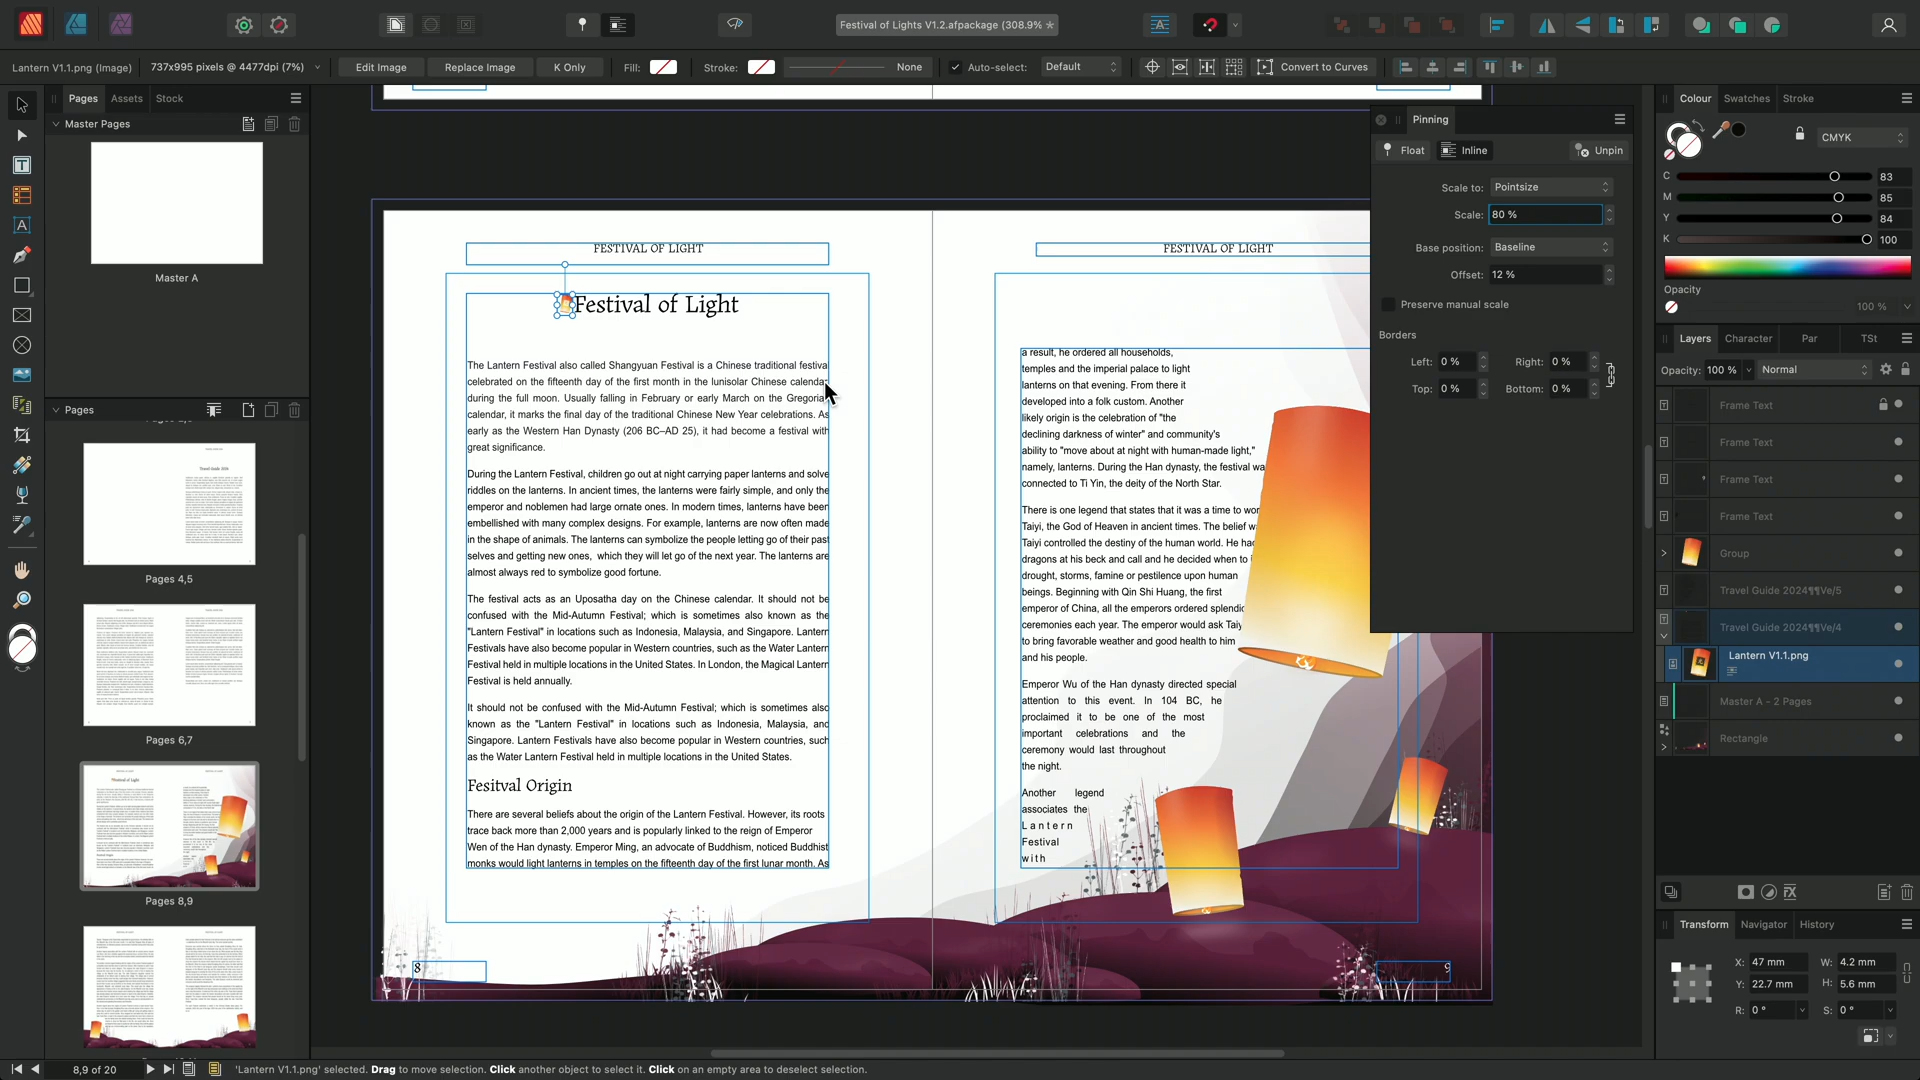 Festival of Lights V1.2.afpackage (308.9% *
Lantern V1.1.png (Image)
737x995 pixels @ 4477dpi (7%)
Edit Image
Replace Image
K Only
Fill:
Stroke:
None
Auto-select:
Default
Convert to Curves
Pages
Assets
Stock
Master Pages
Master A
Pages
Pages 4,5
Pages 6,7
Pages 8,9
FESTIVAL OF LIGHT
Festival of Light
The Lantern Festival also called Shangyuan Festival is a Chinese traditional festival
celebrated on the fifteenth day of the first month in the lunisolar Chinese calendar
during the full moon. Usually falling in February or early March on the Gregorian
calendar, it marks the final day of the traditional Chinese New Year celebrations. As
early as the Western Han Dynasty (206 BC–AD 25), it had become a festival with
great significance.
During the Lantern Festival, children go out at night carrying paper lanterns and solve
riddles on the lanterns. In ancient times, the lanterns were fairly simple, and only the
emperor and noblemen had large ornate ones. In modern times, lanterns have been
embellished with many complex designs. For example, lanterns are now often made
in the shape of animals. The lanterns can symbolize the people letting go of their past
selves and getting new ones, which they will let go of the next year. The lanterns are
almost always red to symbolize good fortune.
The festival acts as an Uposatha day on the Chinese calendar. It should not be
confused with the Mid-Autumn Festival; which is sometimes also known as the
"Lantern Festival" in locations such as Indonesia, Malaysia, and Singapore. Lantern
Festivals have also become popular in Western countries, such as the Water Lantern
Festival held in multiple locations in the United States. In London, the Magical Lantern
Festival is held annually.
It should not be confused with the Mid-Autumn Festival; which is sometimes also
known as the "Lantern Festival" in locations such as Indonesia, Malaysia, and
Singapore. Lantern Festivals have also become popular in Western countries, such
as the Water Lantern Festival held in multiple locations in the United States.
Fesitval Origin
There are several beliefs about the origin of the Lantern Festival. However, its roots
trace back more than 2,000 years and is popularly linked to the reign of Emperor
Wen of the Han dynasty. Emperor Ming, an advocate of Buddhism, noticed Buddhist
monks would light lanterns in temples on the fifteenth day of the first lunar month. As
8
FESTIVAL OF LIGHT
a result, he ordered all households,
temples and the imperial palace to light
lanterns on that evening. From there it
developed into a folk custom. Another
likely origin is the celebration of "the
declining darkness of winter" and community's
ability to "move about at night with human-made light,"
namely, lanterns. During the Han dynasty, the festival wa
connected to Ti Yin, the deity of the North Star.
There is one legend that states that it was a time to wor
Taiyi, the God of Heaven in ancient times. The belief w
Taiyi controlled the destiny of the human world. He had
dragons at his beck and call and he decided when to
drought, storms, famine or pestilence upon human
beings. Beginning with Qin Shi Huang, the first
emperor of China, all the emperors ordered splendid
ceremonies each year. The emperor would ask Taiy
to bring favorable weather and good health to him
and his people.
Emperor Wu of the Han dynasty directed special
attention to this event. In 104 BC, he
proclaimed it to be one of the most
important celebrations and the
ceremony would last throughout
the night.
Another legend
associates the
Lantern
Festival
with
9
Pinning
Float
Inline
Unpin
Scale to: Pointsize
Scale: 80 %
Base position: Baseline
Offset: 12 %
Preserve manual scale
Borders
Left: 0 % Right: 0 %
Top: 0 % Bottom: 0 %
Colour
Swatches
Stroke
CMYK
C 83
M 85
Y 84
K 100
Opacity
100 %
Layers
Character
Par
TSt
Opacity: 100 %
Normal
Frame Text
Frame Text
Frame Text
Frame Text
Group
Travel Guide 2024¶¶Ve/5
Travel Guide 2024¶¶Ve/4
Lantern V1.1.png
Master A - 2 Pages
Rectangle
Transform
Navigator
History
X: 47 mm W: 4.2 mm
Y: 22.7 mm H: 5.6 mm
R: 0 ° S: 0 °
8,9 of 20
'Lantern V1.1.png' selected. Drag to move selection. Click another object to select it. Click on an empty area to deselect selection.